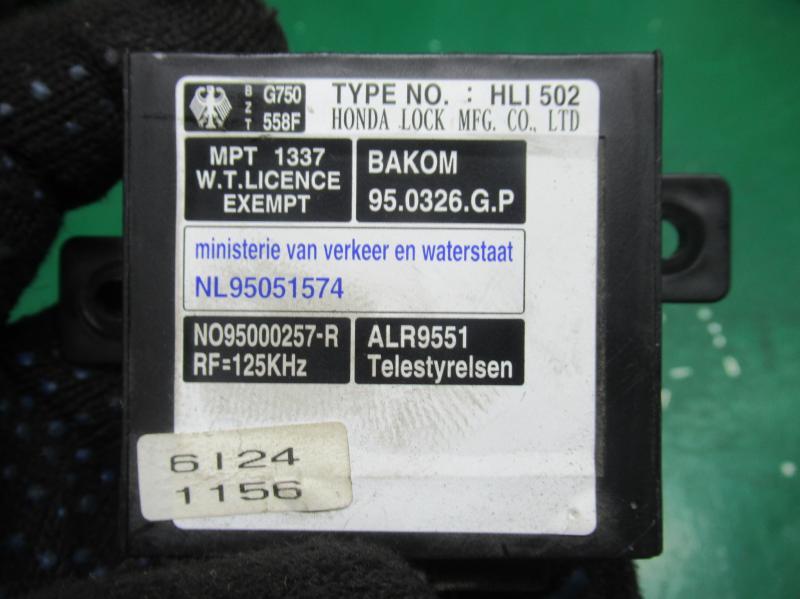 BZT G750 558F
TYPE NO. : HLI 502
HONDA LOCK MFG. CO., LTD
MPT 1337
W.T.LICENCE
EXEMPT
BAKOM
95.0326.G.P
ministerie van verkeer en waterstaat
NL95051574
NO95000257-R
RF=125KHz
ALR9551
Telestyrelsen
6124
1156